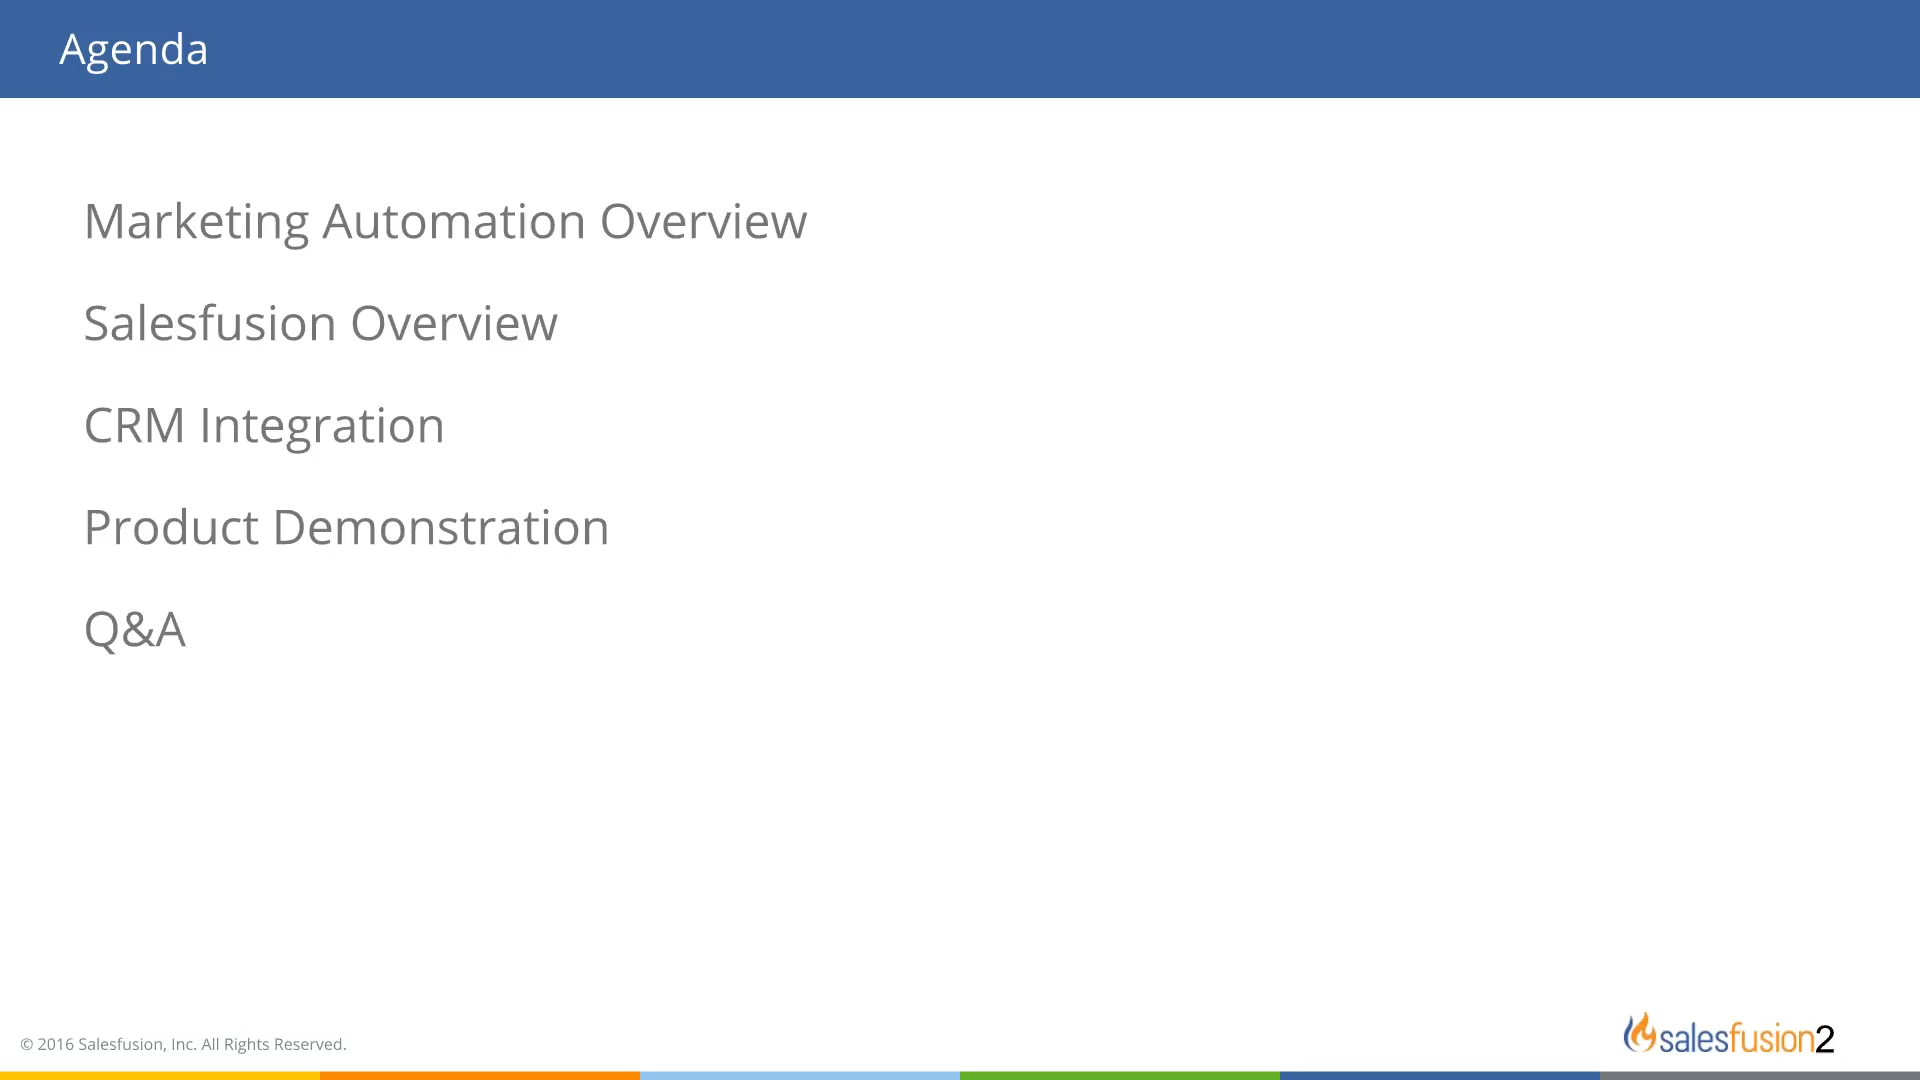 Agenda
Marketing Automation Overview
Salesfusion Overview
CRM Integration
Product Demonstration
Q&A
© 2016 Salesfusion, Inc. All Rights Reserved.
salesfusion2